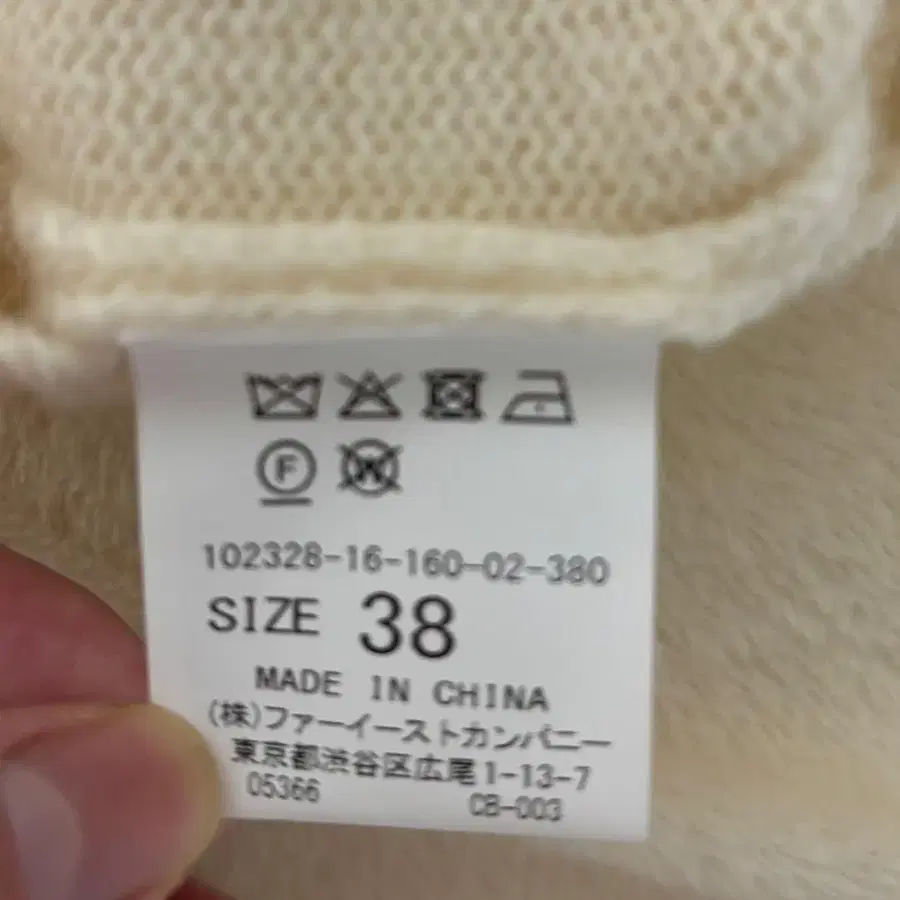 F W
102328-16-160-02-380
SIZE 38
MADE IN CHINA
(株)ファーイーストカンパニー
東京都渋谷区広尾1-13-7
05366 CB-003